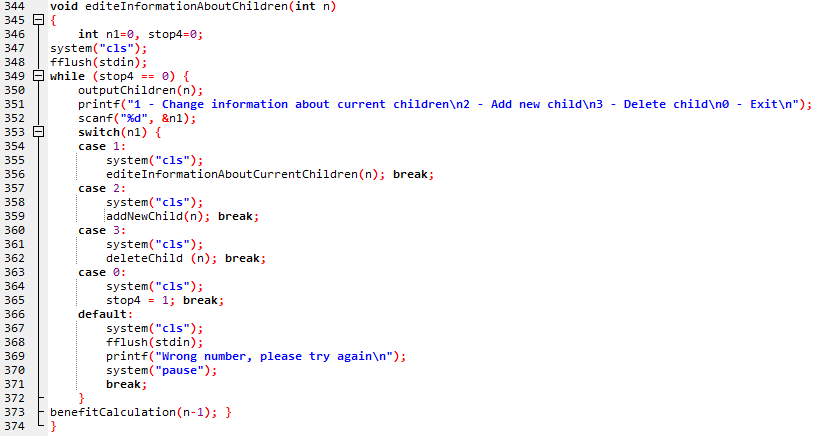 344 void editeInformationAboutChildren(int n)
345 {
346 int n1=0, stop4=0;
347 system("cls");
348 fflush(stdin);
349 while (stop4 == 0) {
350 outputChildren(n);
351 printf("1 - Change information about current children\n2 - Add new child\n3 - Delete child\n0 - Exit\n");
352 scanf("%d", &n1);
353 switch(n1) {
354 case 1:
355 system("cls");
356 editeInformationAboutCurrentChildren(n); break;
357 case 2:
358 system("cls");
359 addNewChild(n); break;
360 case 3:
361 system("cls");
362 deleteChild (n); break;
363 case 0:
364 system("cls");
365 stop4 = 1; break;
366 default:
367 system("cls");
368 fflush(stdin);
369 printf("Wrong number, please try again\n");
370 system("pause");
371 break;
372 }
373 benefitCalculation(n-1); }
374 }